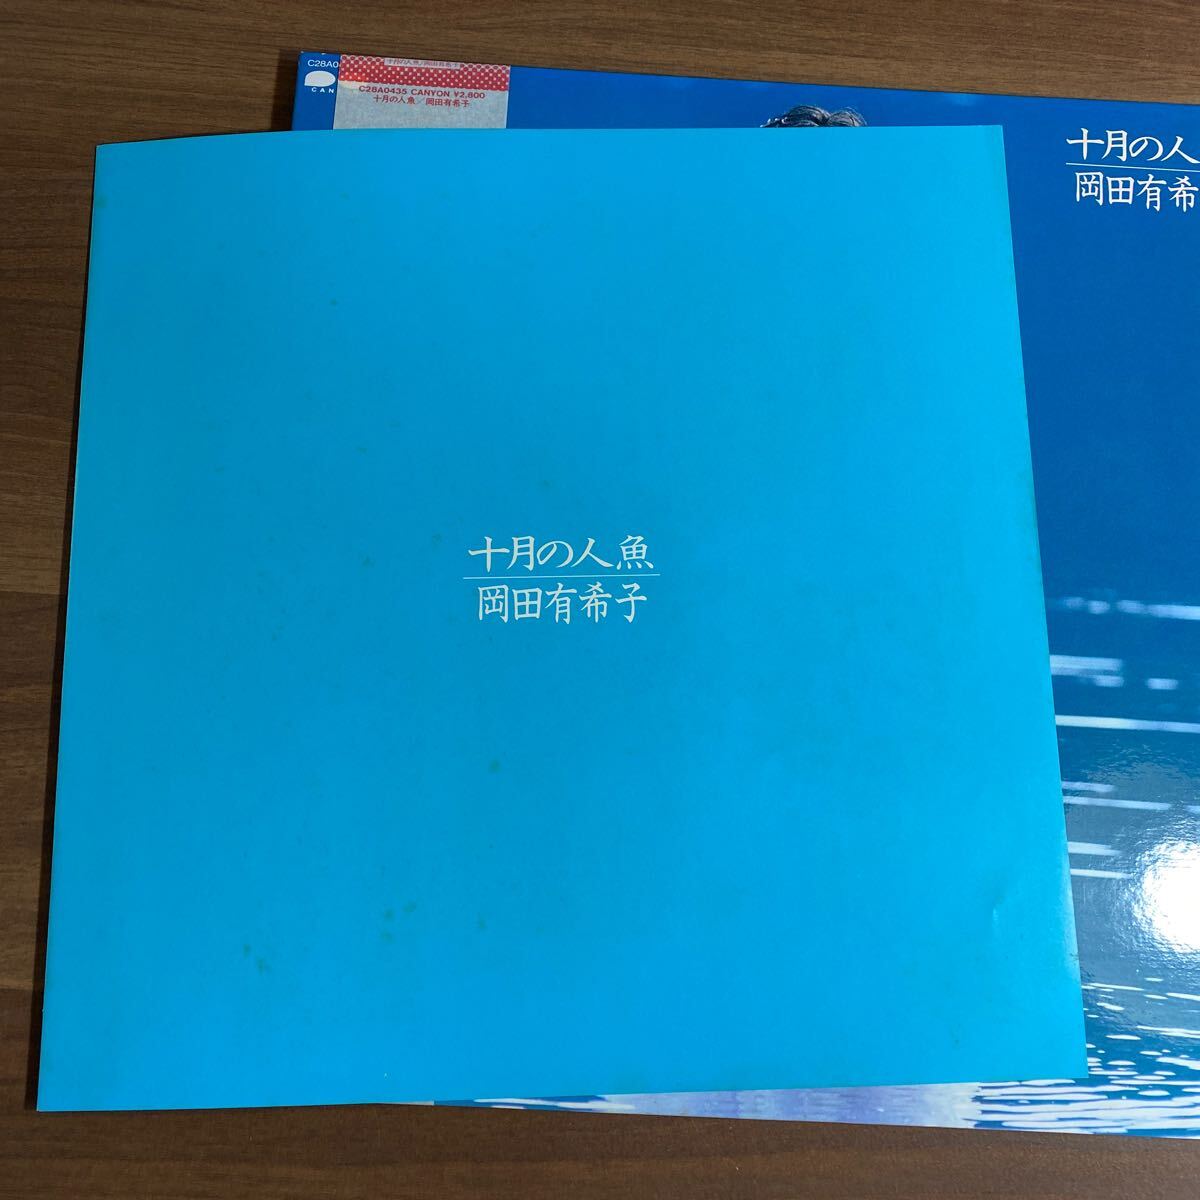 C28A0
CAN
十月の人魚/岡田有希子
C28A0435 CANYON ¥2,800
十月の人魚/岡田有希子
十月の人
岡田有希
十月の人魚
岡田有希子